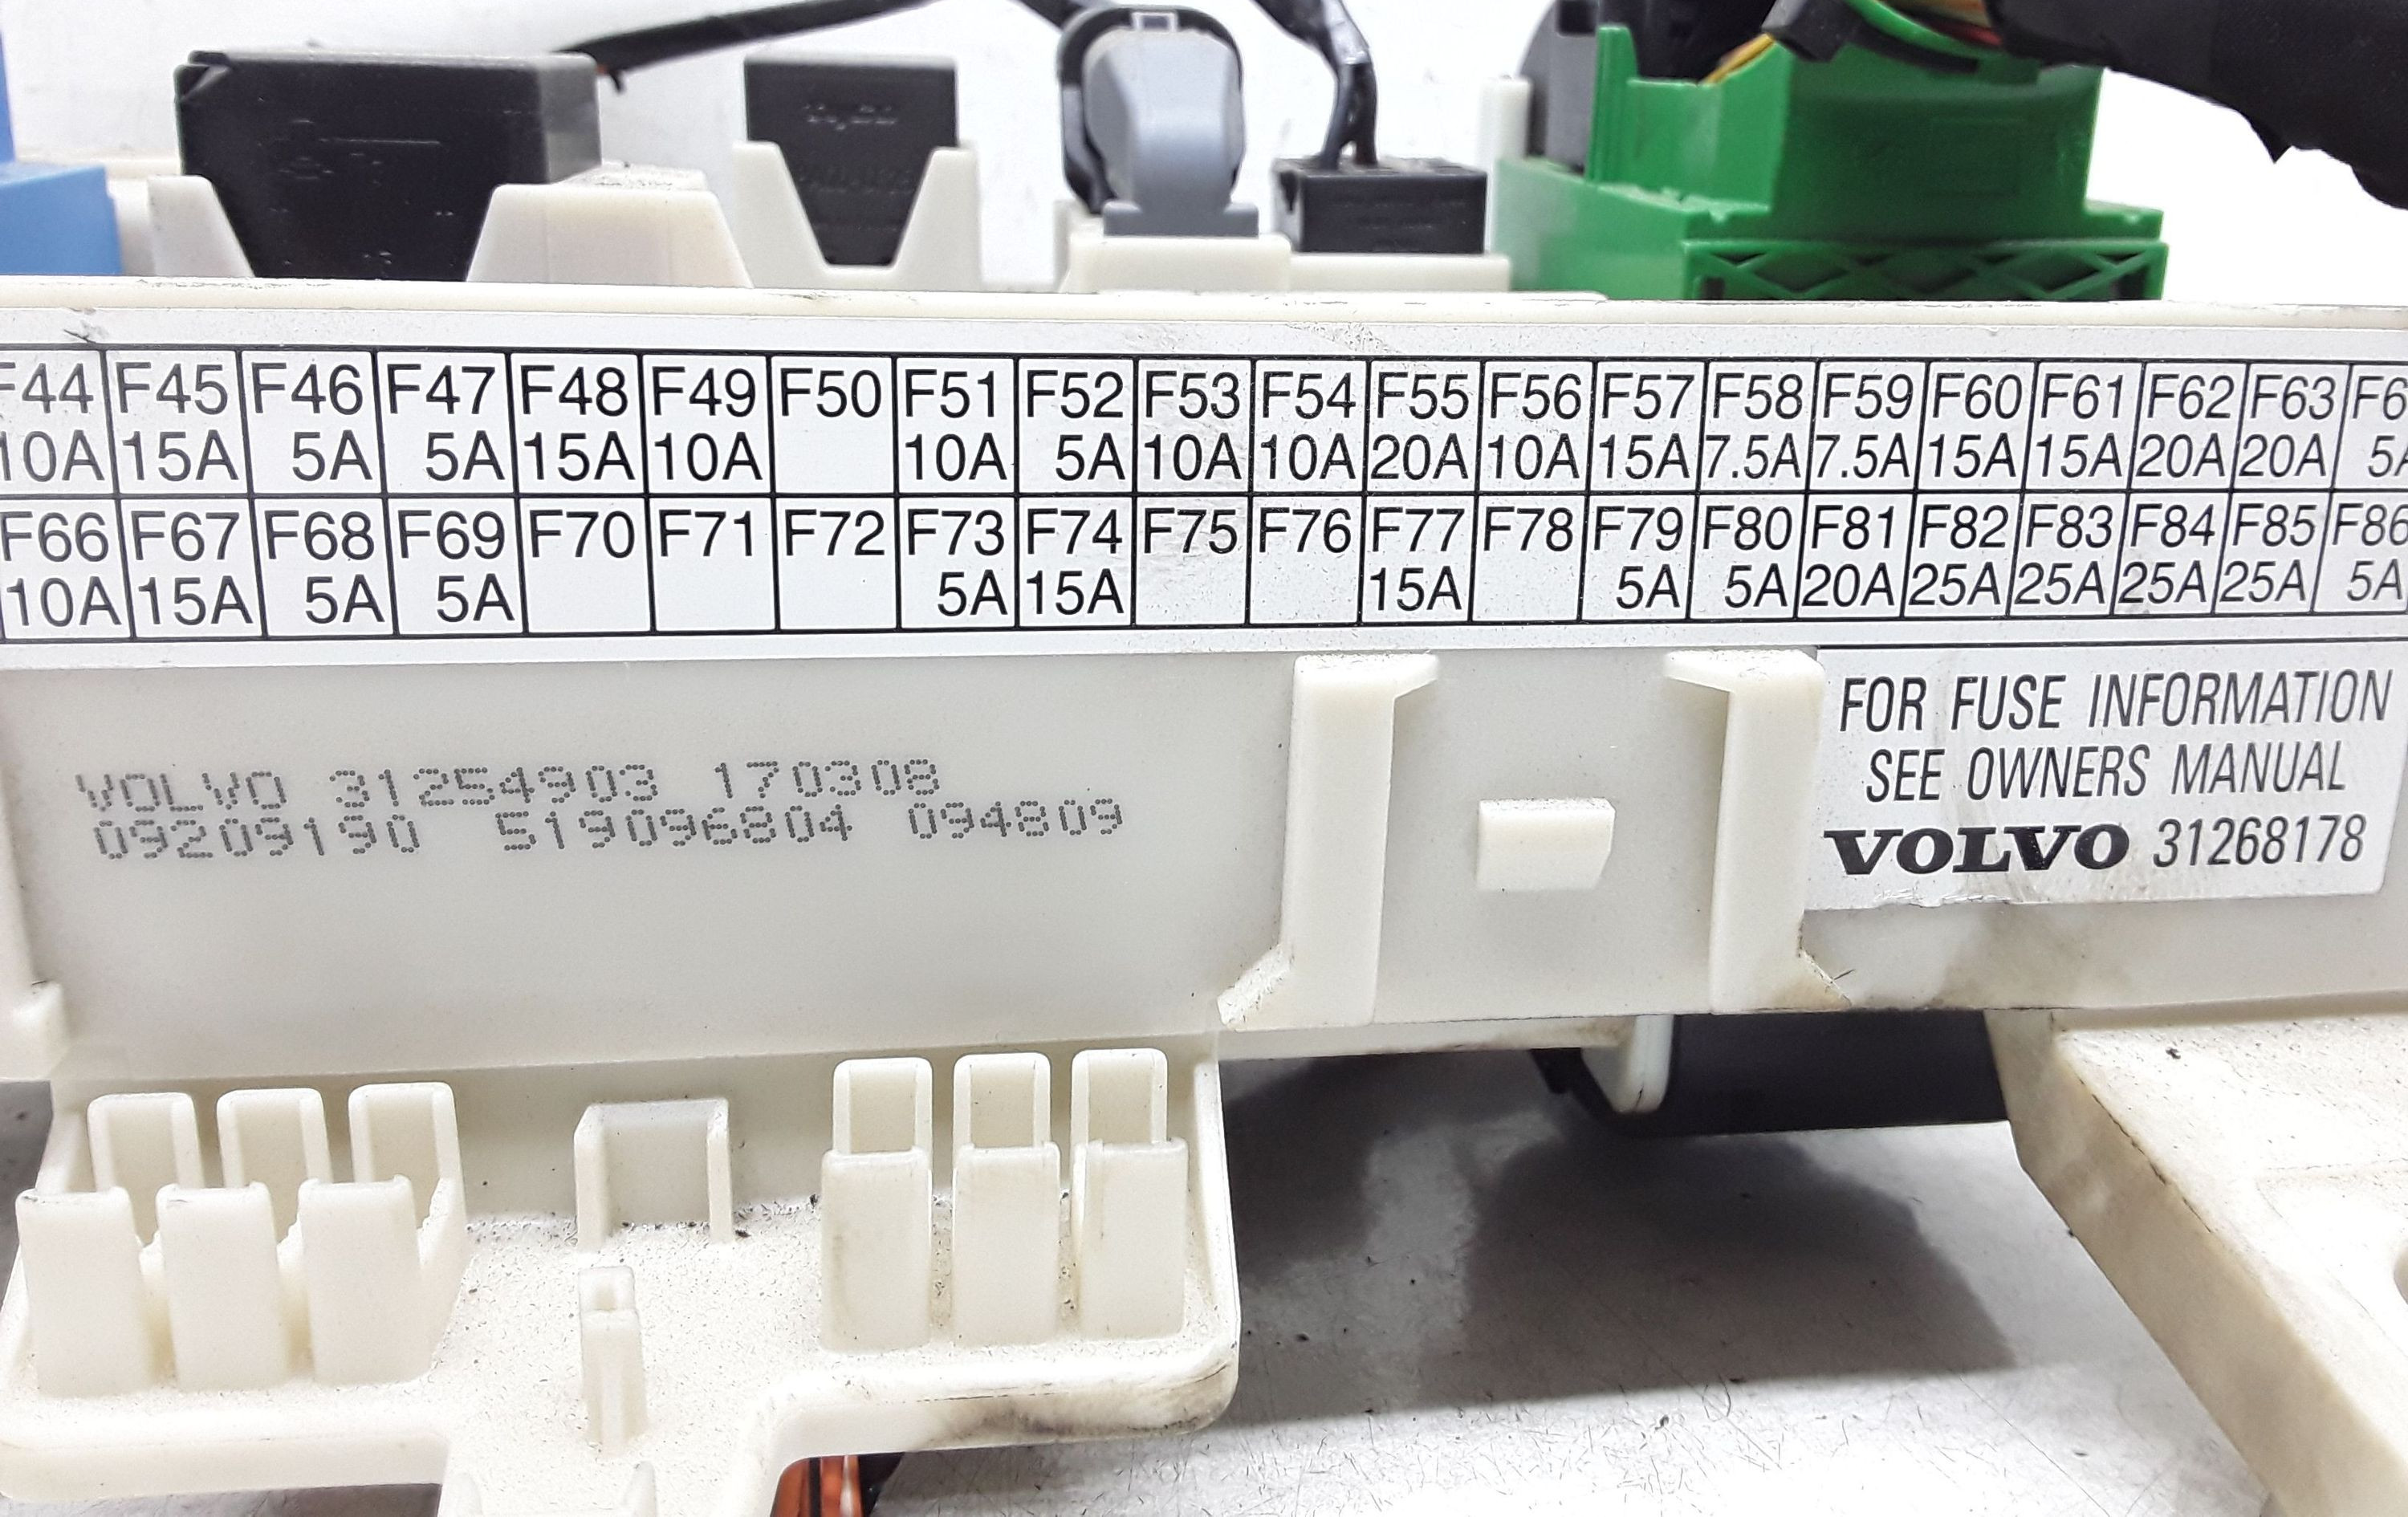 F44 F45 F46 F47 F48 F49 F50 F51 F52 F53 F54 F55 F56 F57 F58 F59 F60 F61 F62 F63
10A 15A 5A 5A 15A 10A 10A 5A 10A 10A 20A 10A 15A 7.5A 7.5A 15A 15A 20A 20A 5A
F66 F67 F68 F69 F70 F71 F72 F73 F74 F75 F76 F77 F78 F79 F80 F81 F82 F83 F84 F85 F86
10A 15A 5A 5A 5A 15A 15A 5A 5A 20A 25A 25A 25A 25A 5A
FOR FUSE INFORMATION
SEE OWNERS MANUAL
VOLVO 31268178
VOLVO 31254903 170308
09209190 519096804 094809